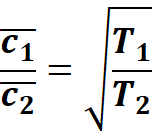 c̅₁/c̅₂ = √(T₁/T₂)